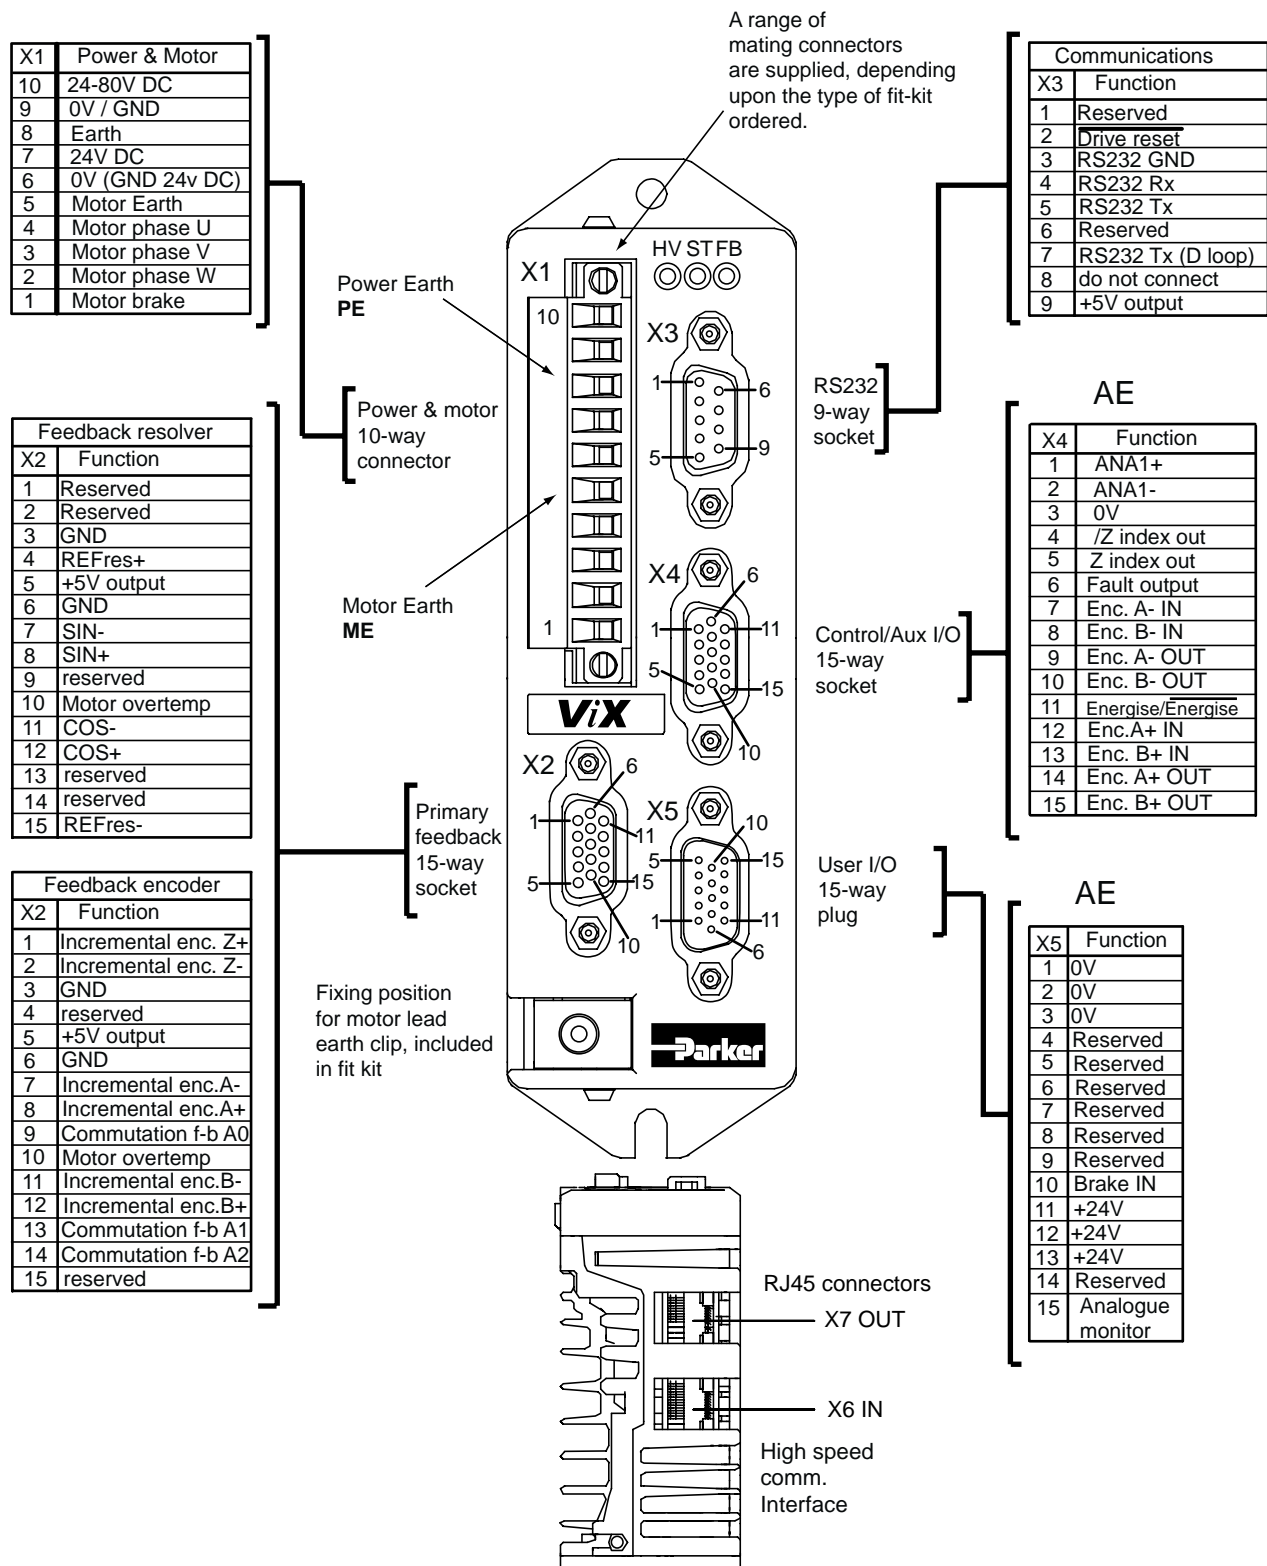 A range of
mating connectors
are supplied, depending
upon the type of fit-kit
ordered.
X1 Power & Motor
10 24-80V DC
9 0V / GND
8 Earth
7 24V DC
6 0V (GND 24v DC)
5 Motor Earth
4 Motor phase U
3 Motor phase V
2 Motor phase W
1 Motor brake
Communications
X3 Function
1 Reserved
2 Drive reset
3 RS232 GND
4 RS232 Rx
5 RS232 Tx
6 Reserved
7 RS232 Tx (D loop)
8 do not connect
9 +5V output
Power Earth
PE
Power & motor
10-way
connector
Motor Earth
ME
X1
10
1
HV ST FB
X3
1
6
5
9
RS232
9-way
socket
X4
6
1
11
5
15
10
Control/Aux I/O
15-way
socket
ViX
X2
6
1
11
5
15
10
Primary
feedback
15-way
socket
X5
10
5
15
1
11
6
User I/O
15-way
plug
Parker
Fixing position
for motor lead
earth clip, included
in fit kit
Feedback resolver
X2 Function
1 Reserved
2 Reserved
3 GND
4 REFres+
5 +5V output
6 GND
7 SIN-
8 SIN+
9 reserved
10 Motor overtemp
11 COS-
12 COS+
13 reserved
14 reserved
15 REFres-
Feedback encoder
X2 Function
1 Incremental enc. Z+
2 Incremental enc. Z-
3 GND
4 reserved
5 +5V output
6 GND
7 Incremental enc.A-
8 Incremental enc.A+
9 Commutation f-b A0
10 Motor overtemp
11 Incremental enc.B-
12 Incremental enc.B+
13 Commutation f-b A1
14 Commutation f-b A2
15 reserved
AE
X4 Function
1 ANA1+
2 ANA1-
3 0V
4 /Z index out
5 Z index out
6 Fault output
7 Enc. A- IN
8 Enc. B- IN
9 Enc. A- OUT
10 Enc. B- OUT
11 Energise/Energise
12 Enc.A+ IN
13 Enc. B+ IN
14 Enc. A+ OUT
15 Enc. B+ OUT
AE
X5 Function
1 0V
2 0V
3 0V
4 Reserved
5 Reserved
6 Reserved
7 Reserved
8 Reserved
9 Reserved
10 Brake IN
11 +24V
12 +24V
13 +24V
14 Reserved
15 Analogue
monitor
RJ45 connectors
X7 OUT
X6 IN
High speed
comm.
Interface